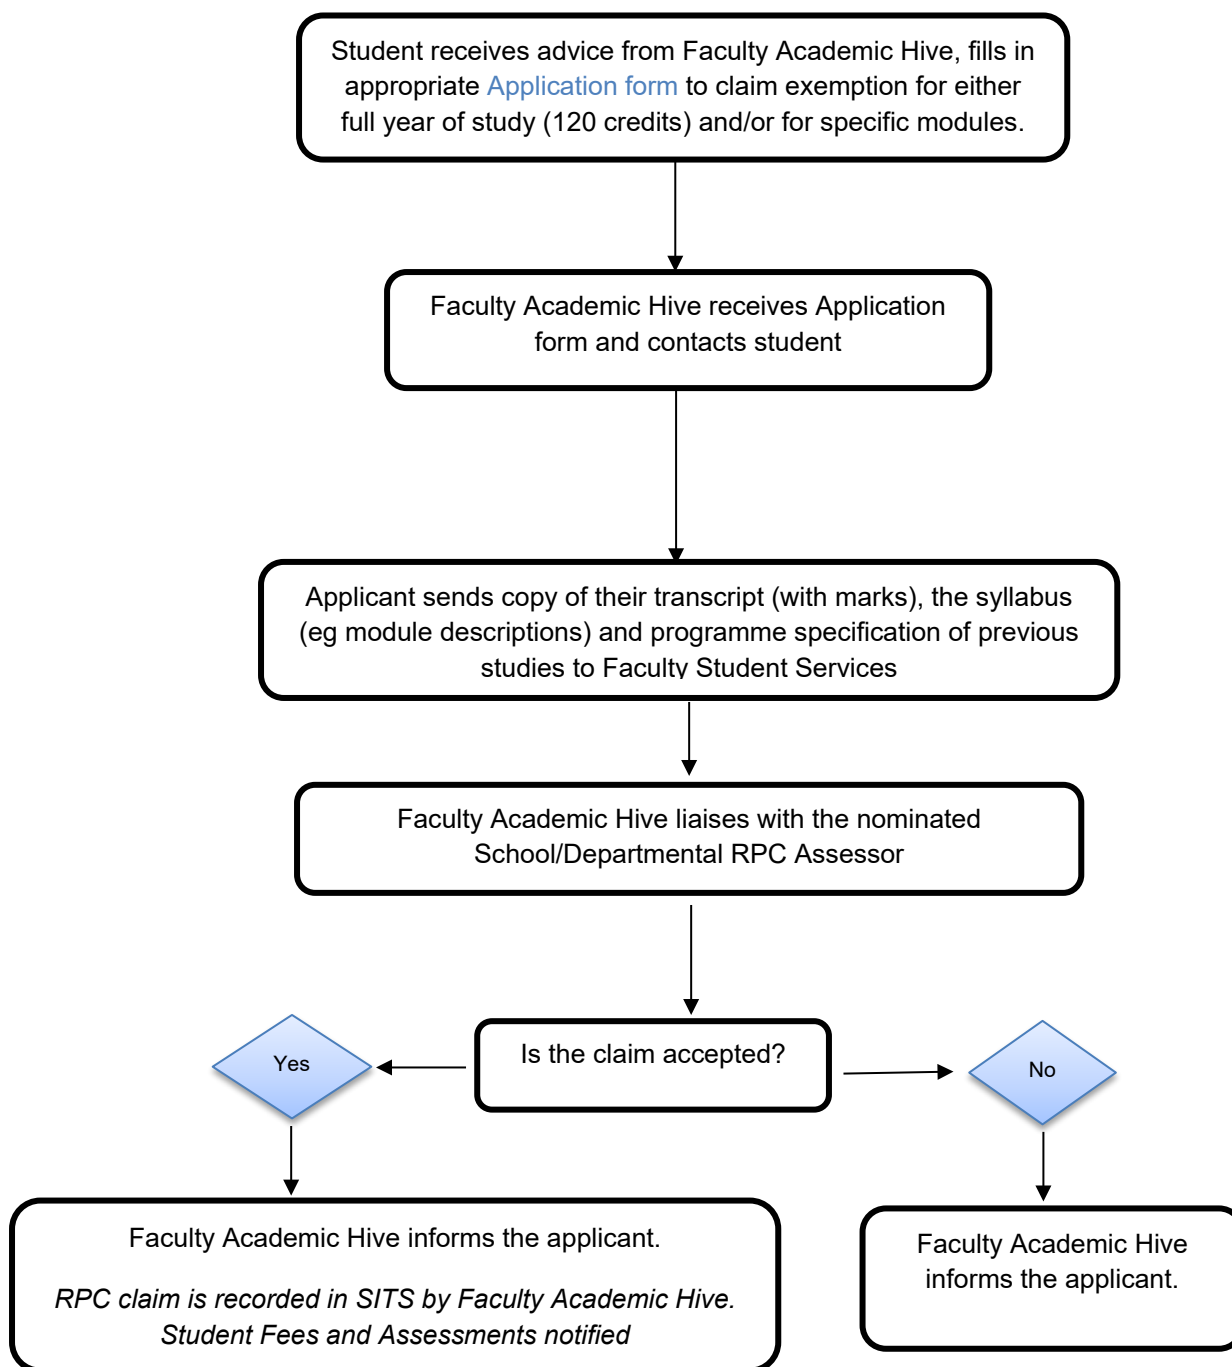 Student receives advice from Faculty Academic Hive, fills in
appropriate Application form to claim exemption for either
full year of study (120 credits) and/or for specific modules.
Faculty Academic Hive receives Application
form and contacts student
Applicant sends copy of their transcript (with marks), the syllabus
(eg module descriptions) and programme specification of previous
studies to Faculty Student Services
Faculty Academic Hive liaises with the nominated
School/Departmental RPC Assessor
Yes
Is the claim accepted?
No
Faculty Academic Hive informs the applicant.
RPC claim is recorded in SITS by Faculty Academic Hive.
Student Fees and Assessments notified
Faculty Academic Hive
informs the applicant.